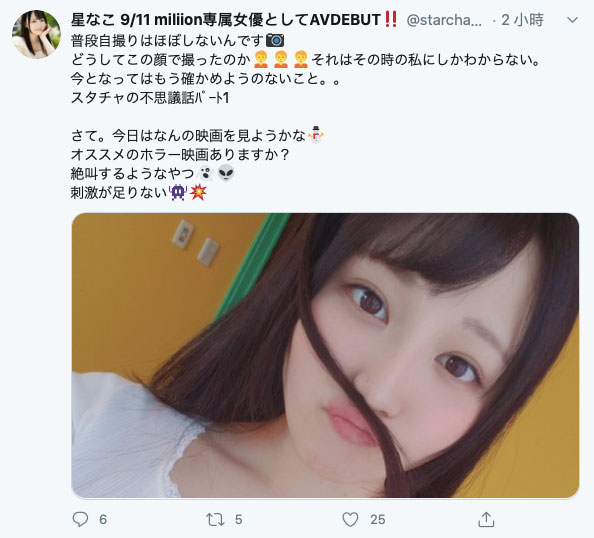 星なこ 9/11 miliion専属女優としてAVDEBUT‼️ @starcha... · 2 小時
普段自撮りはほぼしないんです📷
どうしてこの顔で撮ったのか💁💁💁それはその時の私にしかわからない。
今となってはもう確かめようのないこと。。
スタチャの不思議話ﾊﾟｰﾄ1
さて。今日はなんの映画を見ようかな⛄
オススメのホラー映画ありますか？
絶叫するようなやつ👻👽
刺激が足りない👾💥
6
5
25